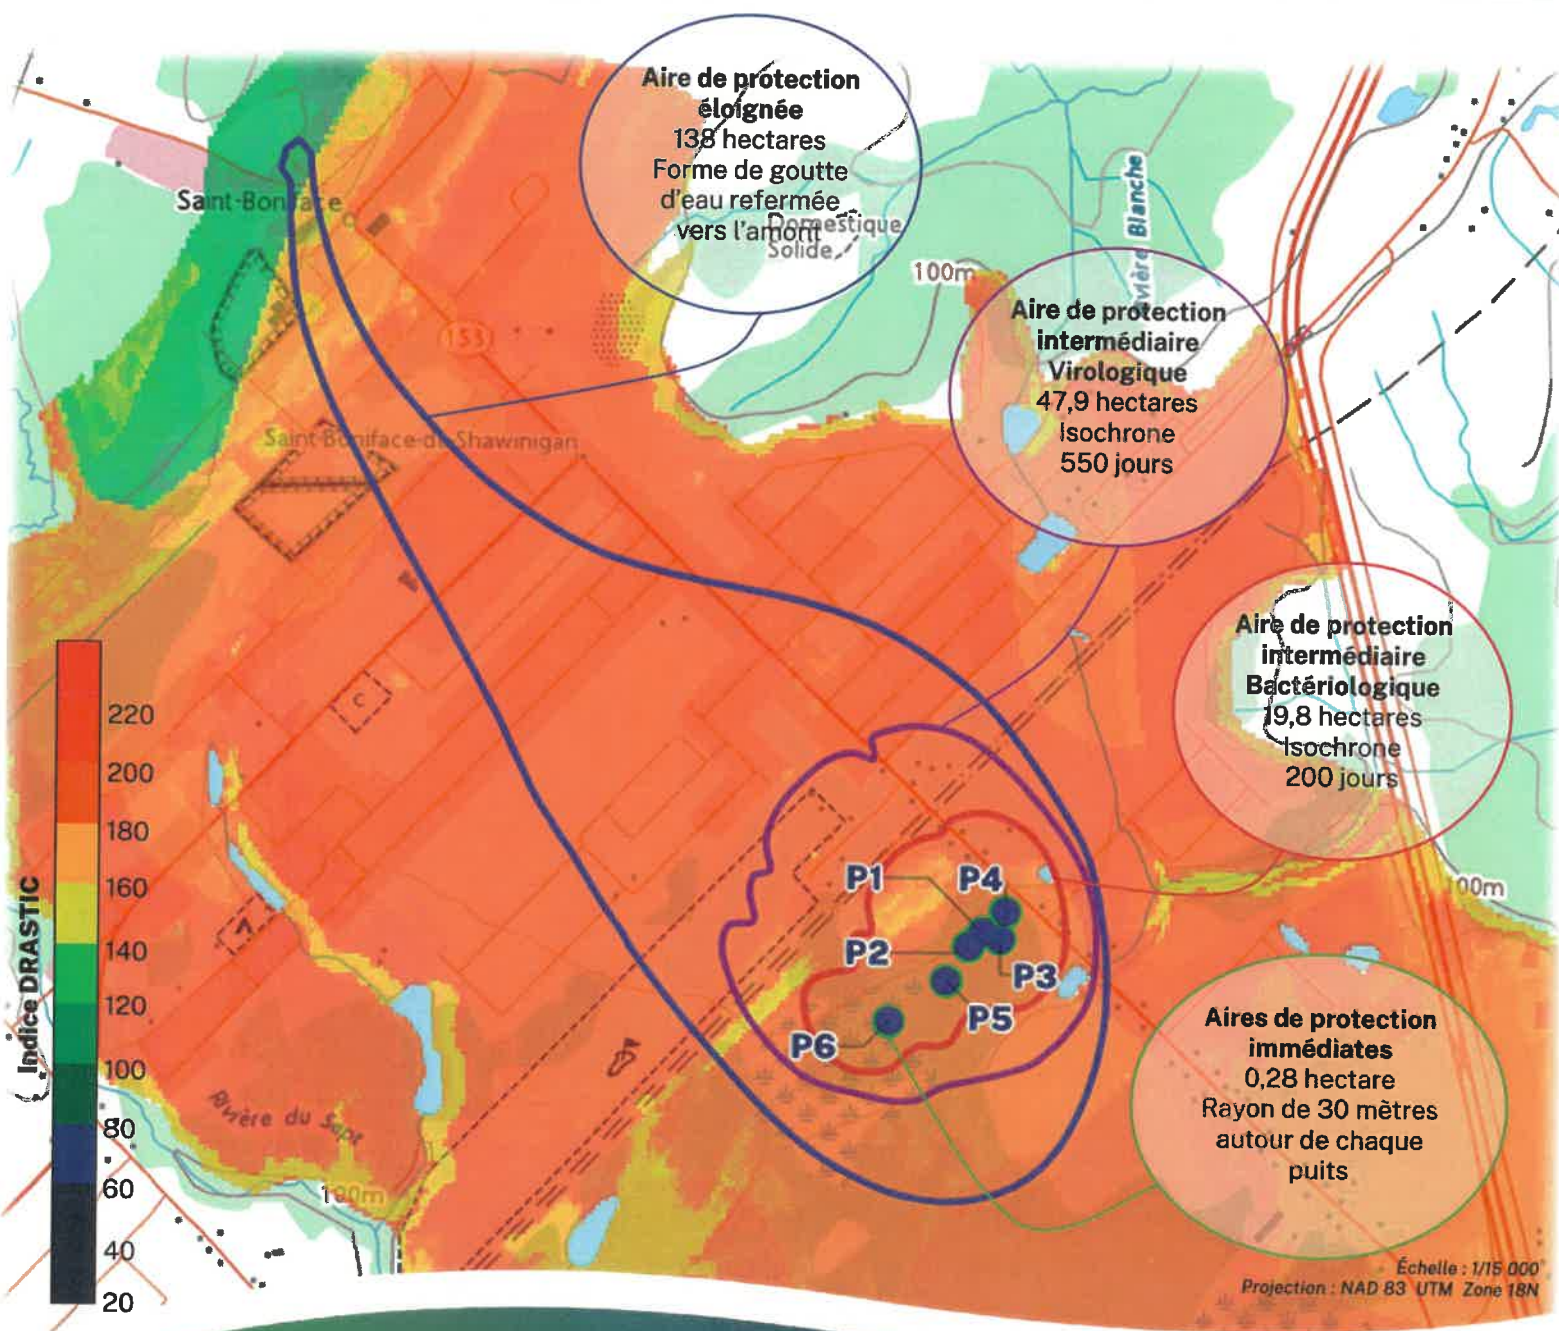 Aire de protection
éloignée
138 hectares
Forme de goutte
d'eau refermée
vers l'amont
Domestique
Solide
Saint-Boniface
153
Saint-Boniface-de-Shawinigan
100m
Rivière Blanche
Aire de protection
intermédiaire
Virologique
47,9 hectares
Isochrone
550 jours
Aire de protection
intermédiaire
Bactériologique
19,8 hectares
Isochrone
200 jours
C
220
200
180
160
140
120
100
80
60
40
20
Indice DRASTIC
P1
P4
P2
P3
P5
P6
100m
Aires de protection
immédiates
0,28 hectare
Rayon de 30 mètres
autour de chaque
puits
Rivière du Sept
100m
Échelle : 1/15 000
Projection : NAD 83 UTM Zone 18N